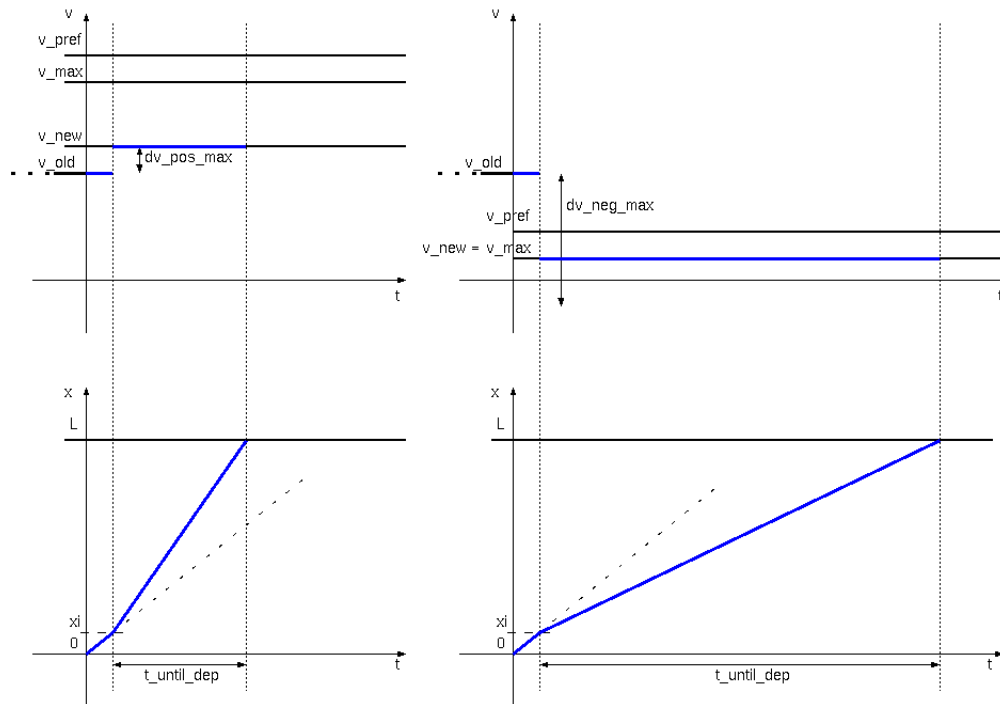 v
v_pref
v_max
v_new
v_old
dv_pos_max
t
v
v_old
dv_neg_max
v_pref
v_new = v_max
t
x
L
xi
0
t
t_until_dep
x
L
xi
0
t
t_until_dep